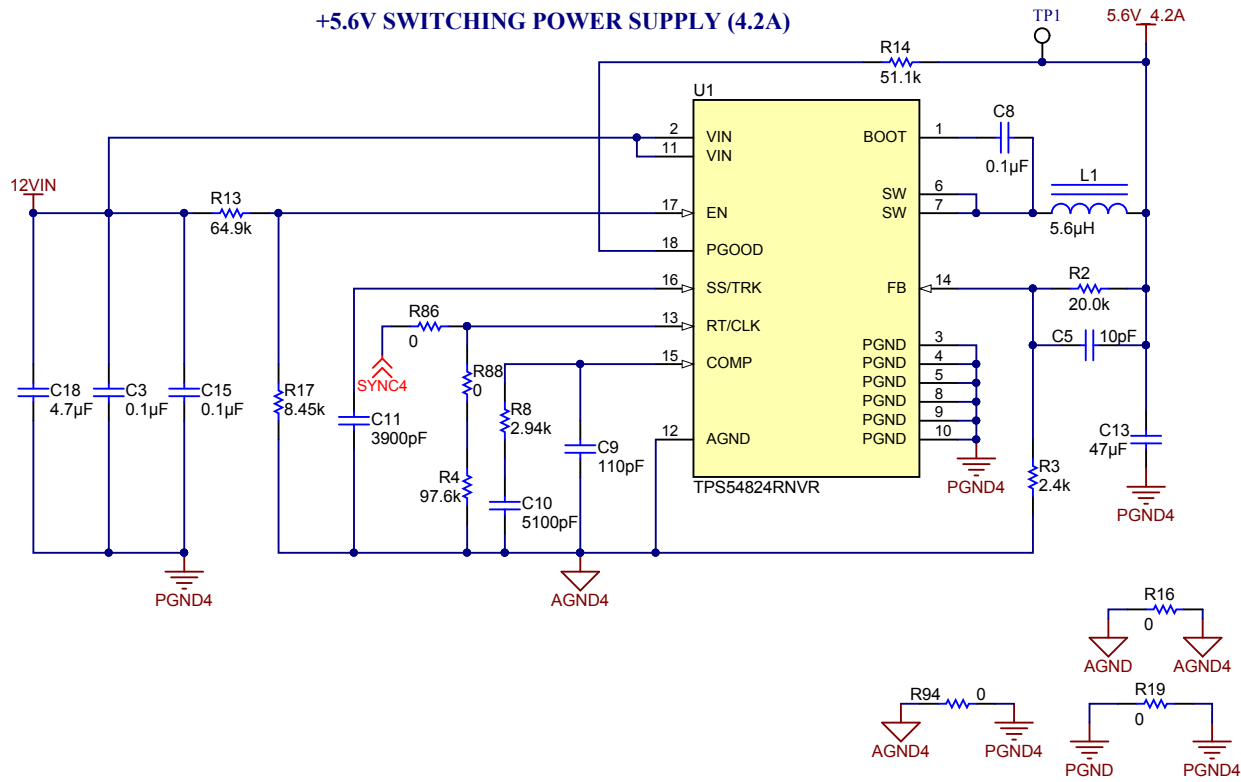 +5.6V SWITCHING POWER SUPPLY (4.2A)
TP1
5.6V_4.2A
R14
51.1k
U1
2
VIN
11
VIN
BOOT
1
C8
0.1µF
12VIN
R13
64.9k
17
EN
SW
6
SW
7
L1
5.6µH
18
PGOOD
16
SS/TRK
FB
14
R2
20.0k
R86
0
13
RT/CLK
C5
10pF
SYNC4
R88
0
15
COMP
PGND
3
PGND
4
PGND
5
PGND
8
PGND
9
PGND
10
C18
4.7µF
C3
0.1µF
C15
0.1µF
R17
8.45k
C11
3900pF
R8
2.94k
12
AGND
C9
110pF
C13
47µF
R4
97.6k
R3
2.4k
C10
5100pF
TPS54824RNVR
PGND4
PGND4
PGND4
AGND4
R16
0
AGND
AGND4
R94
0
AGND4
PGND4
R19
0
PGND
PGND4